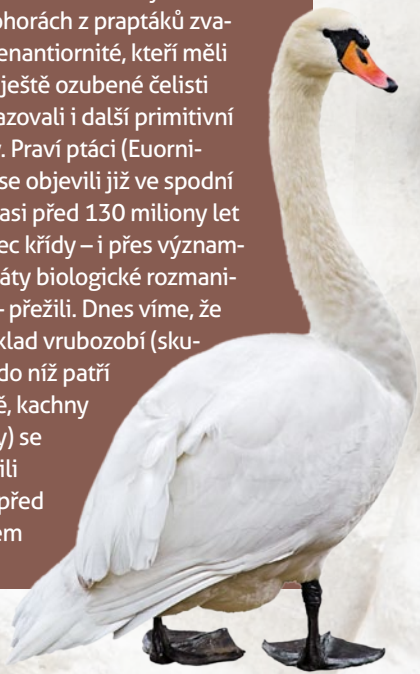 ohorách z praptáků zva-
enantiornité, kteří měli
ještě ozubené čelisti
azovali i další primitivní
. Praví ptáci (Euorni-
se objevili již ve spodní
asi před 130 miliony let
ec křídy – i přes význam-
áty biologické rozmani-
– přežili. Dnes víme, že
klad vrubozobí (sku-
do níž patří
ě, kachny
y) se
ili
před
em